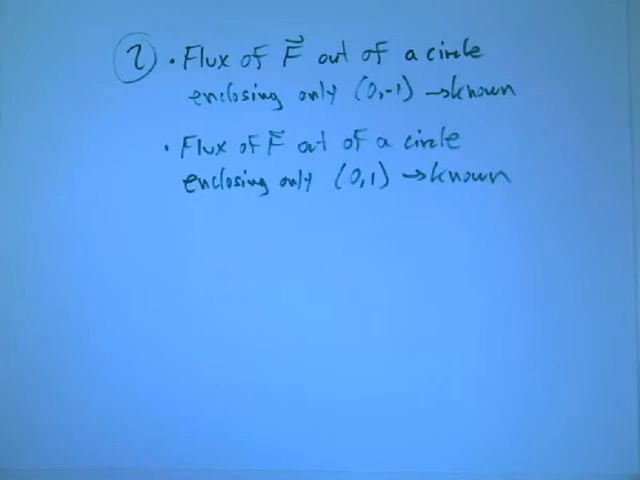 ② • Flux of F⃗ out of a circle
enclosing only (0,-1) → known
• Flux of F⃗ out of a circle
enclosing only (0,1) → known